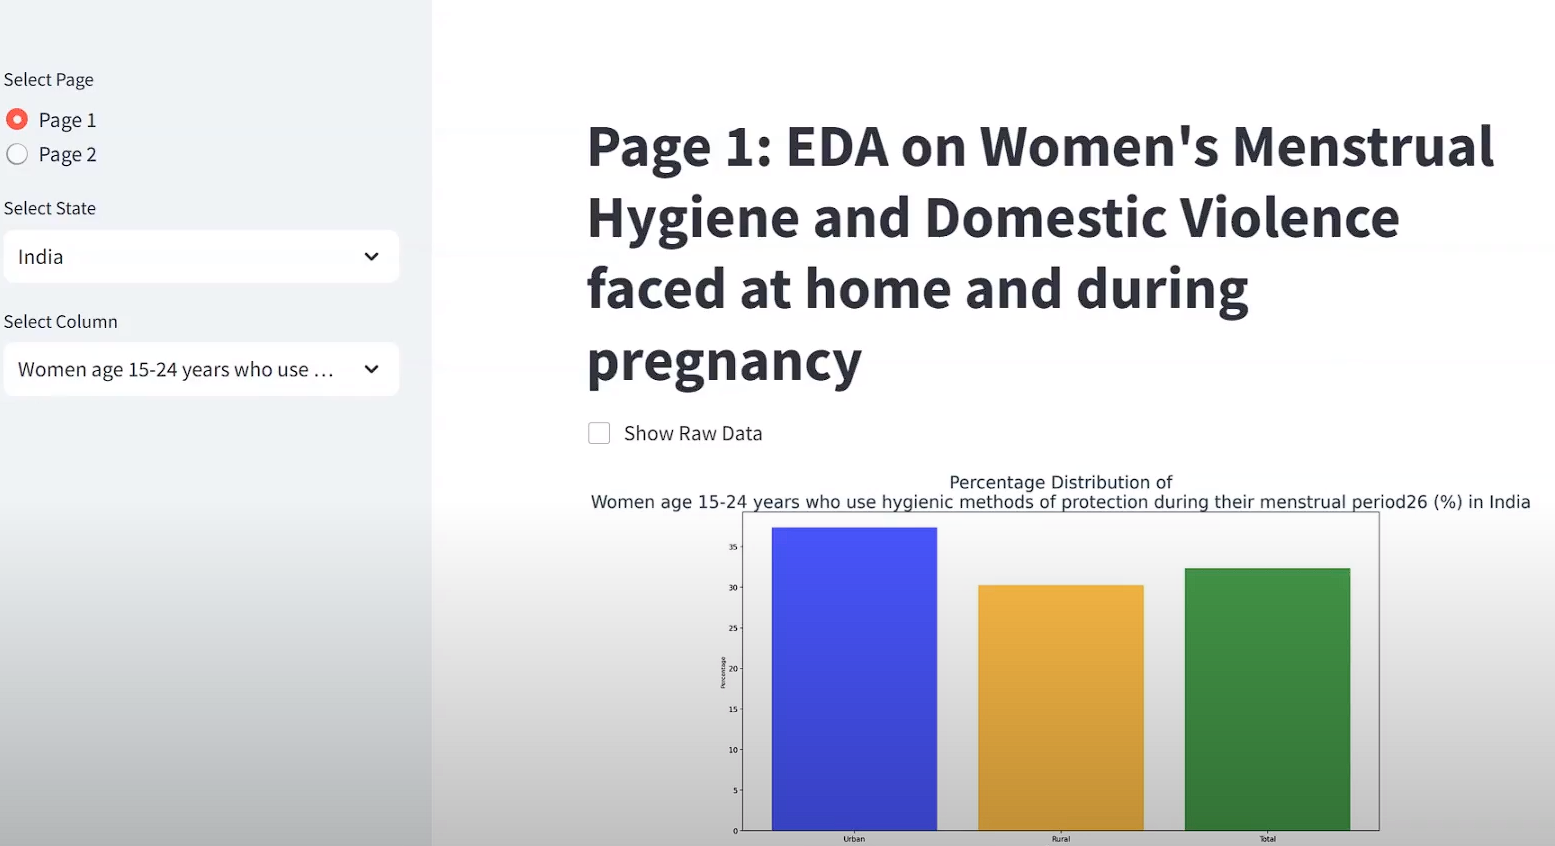 Select Page
Page 1
Page 2
Select State
India
Select Column
Women age 15-24 years who use ...
Page 1: EDA on Women's Menstrual
Hygiene and Domestic Violence
faced at home and during
pregnancy
Show Raw Data
Percentage Distribution of
Women age 15-24 years who use hygienic methods of protection during their menstrual period26 (%) in India
35
30
25
20
15
10
5
0
Percentage
Urban
Rural
Total